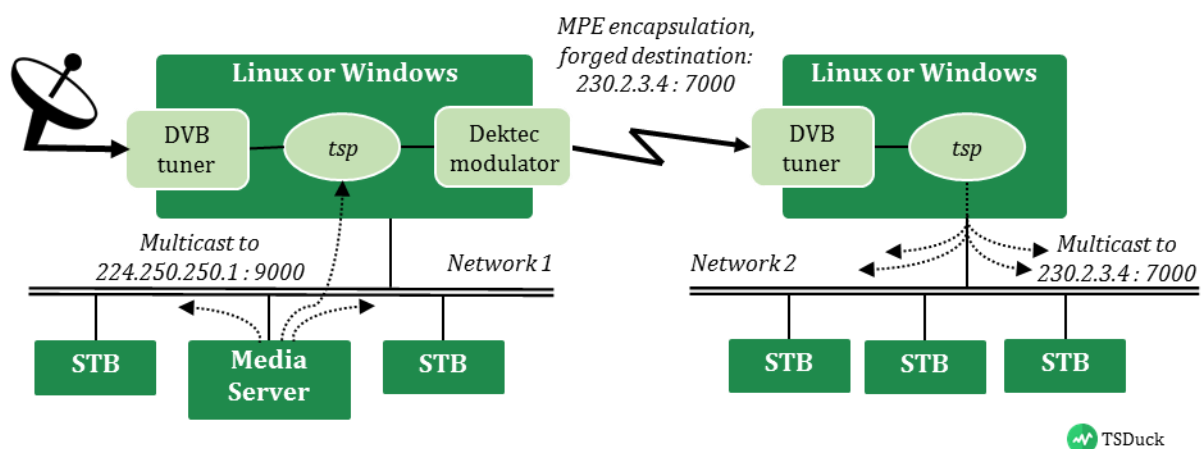 MPE encapsulation,
forged destination:
230.2.3.4 : 7000
Linux or Windows
DVB
tuner
tsp
Dektec
modulator
Linux or Windows
DVB
tuner
tsp
Multicast to
224.250.250.1 : 9000
Network 1
Network 2
Multicast to
230.2.3.4 : 7000
STB
Media
Server
STB
STB
STB
STB
TSDuck